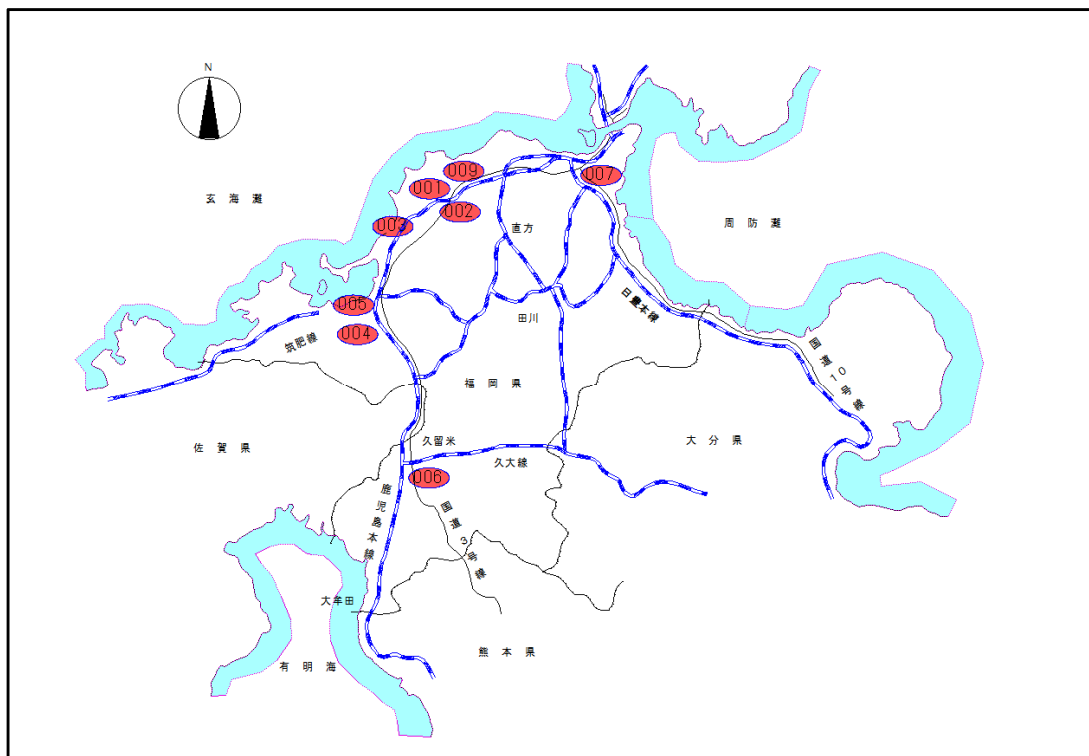 N
玄海灘
009
001
007
002
周防灘
003
直方
005
日豊本線
田川
004
筑肥線
国道10号線
福岡県
久留米
大分県
佐賀県
久大線
006
鹿児島本線
国道3号線
大牟田
熊本県
有明海